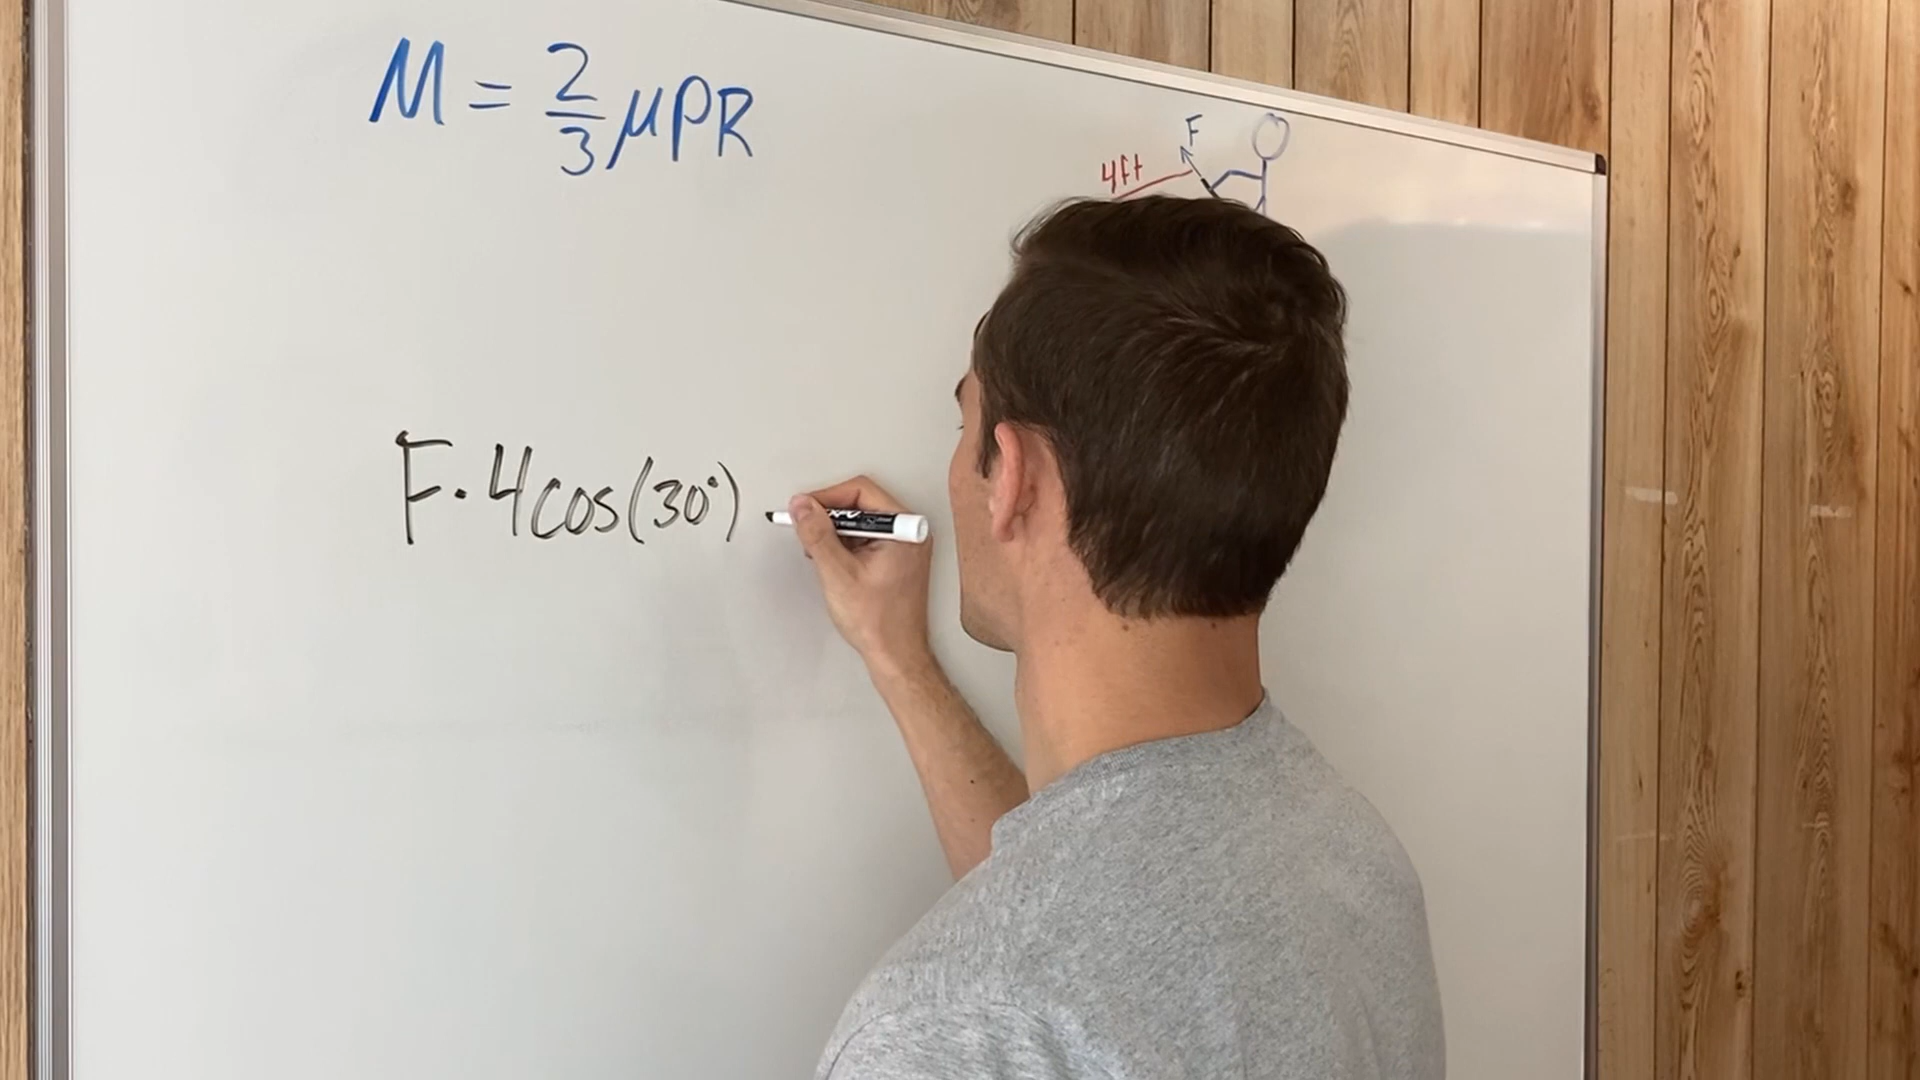 M = 2/3 μPR
F
4ft
F · 4cos(30°)